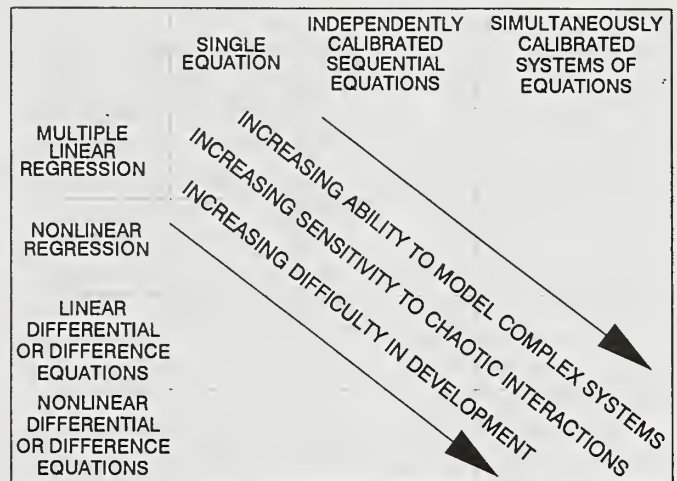 SINGLE
EQUATION
INDEPENDENTLY
CALIBRATED
SEQUENTIAL
EQUATIONS
SIMULTANEOUSLY
CALIBRATED
SYSTEMS OF
EQUATIONS
MULTIPLE
LINEAR
REGRESSION
NONLINEAR
REGRESSION
LINEAR
DIFFERENTIAL
OR DIFFERENCE
EQUATIONS
NONLINEAR
DIFFERENTIAL
OR DIFFERENCE
EQUATIONS
INCREASING ABILITY TO MODEL COMPLEX SYSTEMS
INCREASING SENSITIVITY TO CHAOTIC INTERACTIONS
INCREASING DIFFICULTY IN DEVELOPMENT